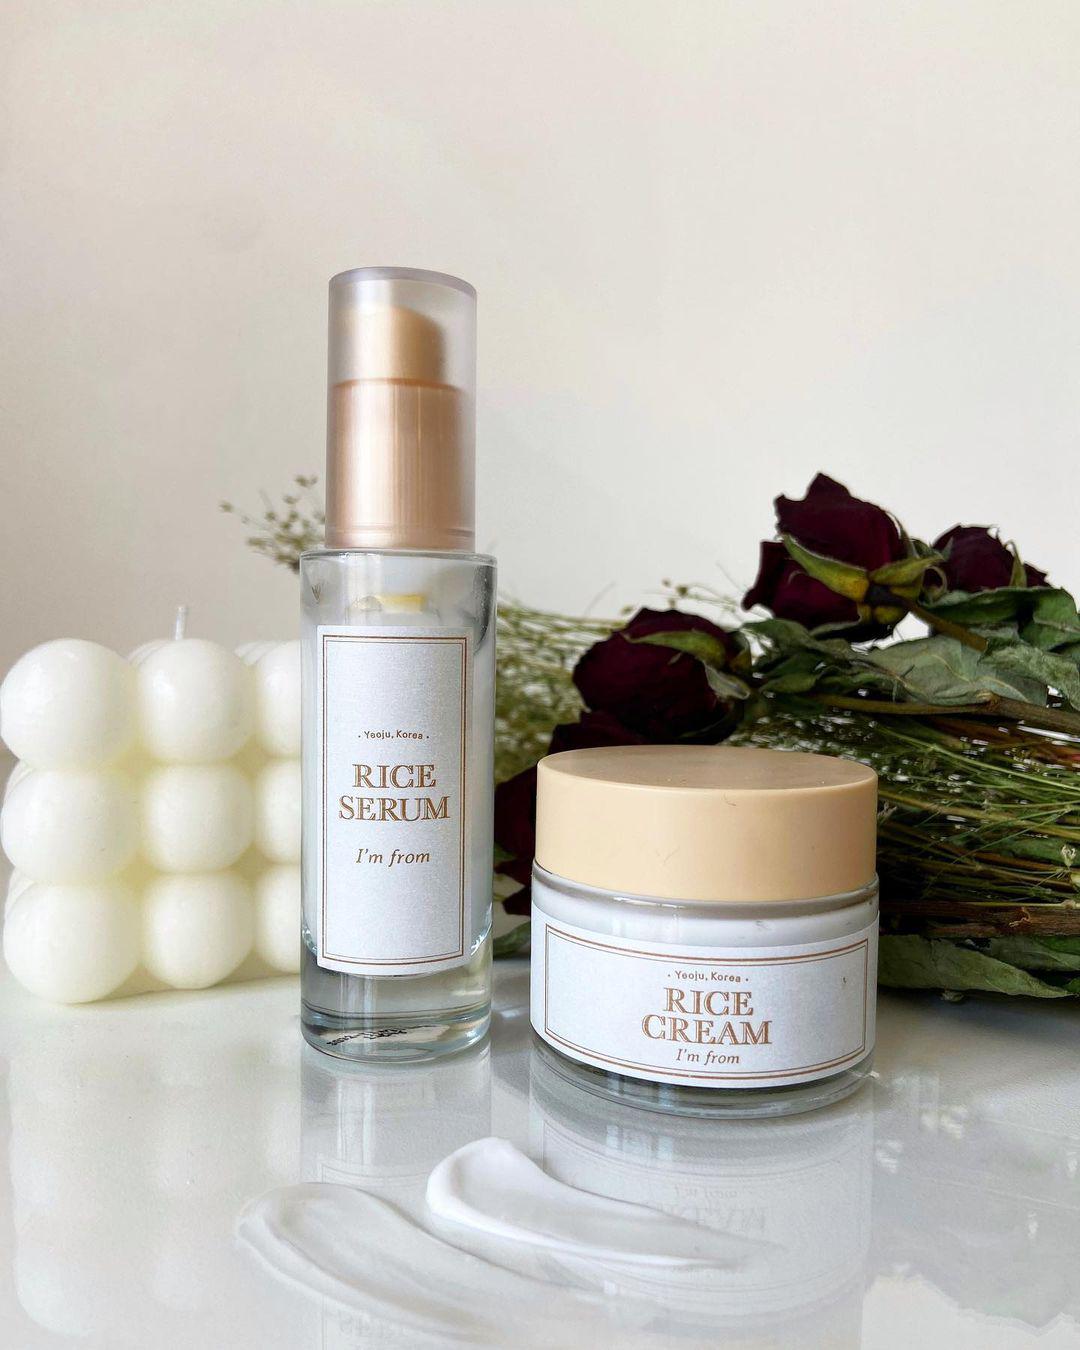 · Yeoju, Korea ·
RICE
SERUM
I'm from
· Yeoju, Korea ·
RICE
CREAM
I'm from